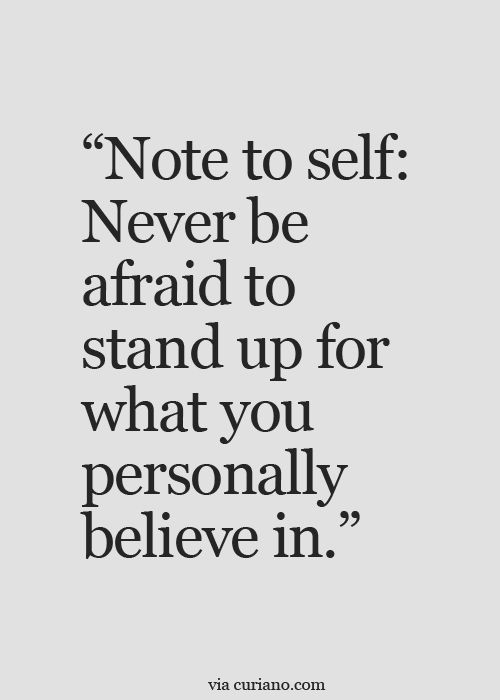 “Note to self:
Never be
afraid to
stand up for
what you
personally
believe in.”
via curiano.com